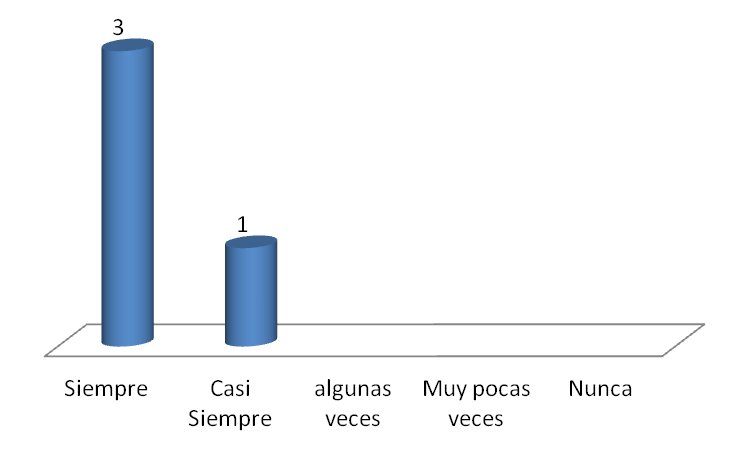 3
1
Siempre
Casi
Siempre
algunas
veces
Muy pocas
veces
Nunca